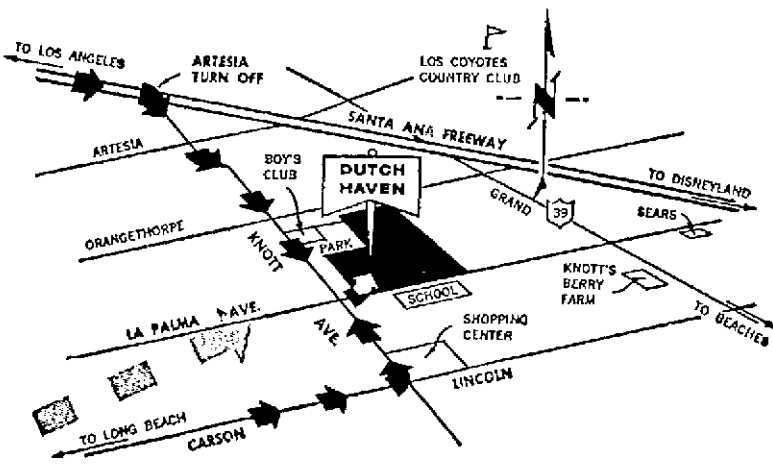 TO LOS ANGELES
ARTESIA
TURN OFF
LOS COYOTES
COUNTRY CLUB
SANTA ANA FREEWAY
ARTESIA
BOY'S
CLUB
DUTCH
HAVEN
TO DISNEYLAND
GRAND
39
SEARS
ORANGETHORPE
KNOTT
PARK
KNOTT'S
BERRY
FARM
SCHOOL
TO BEACHES
LA PALMA AVE.
AVE.
SHOPPING
CENTER
LINCOLN
TO LONG BEACH
CARSON